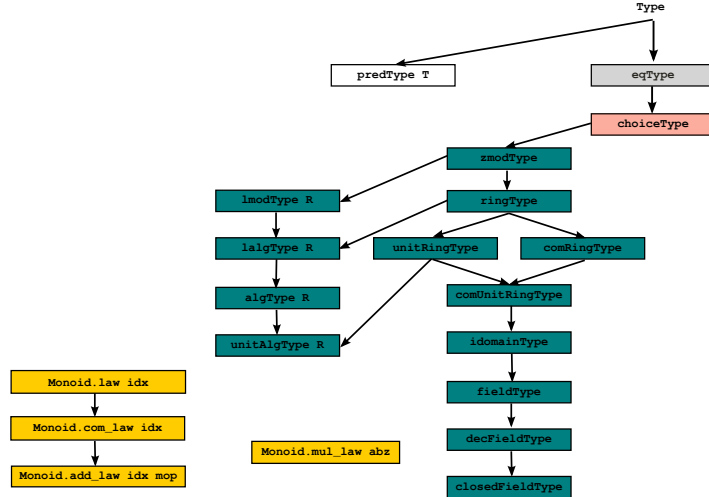 Type
predType T
eqType
choiceType
zmodType
lmodType R
ringType
lalgType R
unitRingType
comRingType
algType R
comUnitRingType
unitAlgType R
idomainType
Monoid.law idx
fieldType
Monoid.com_law idx
decFieldType
Monoid.mul_law abz
Monoid.add_law idx mop
closedFieldType